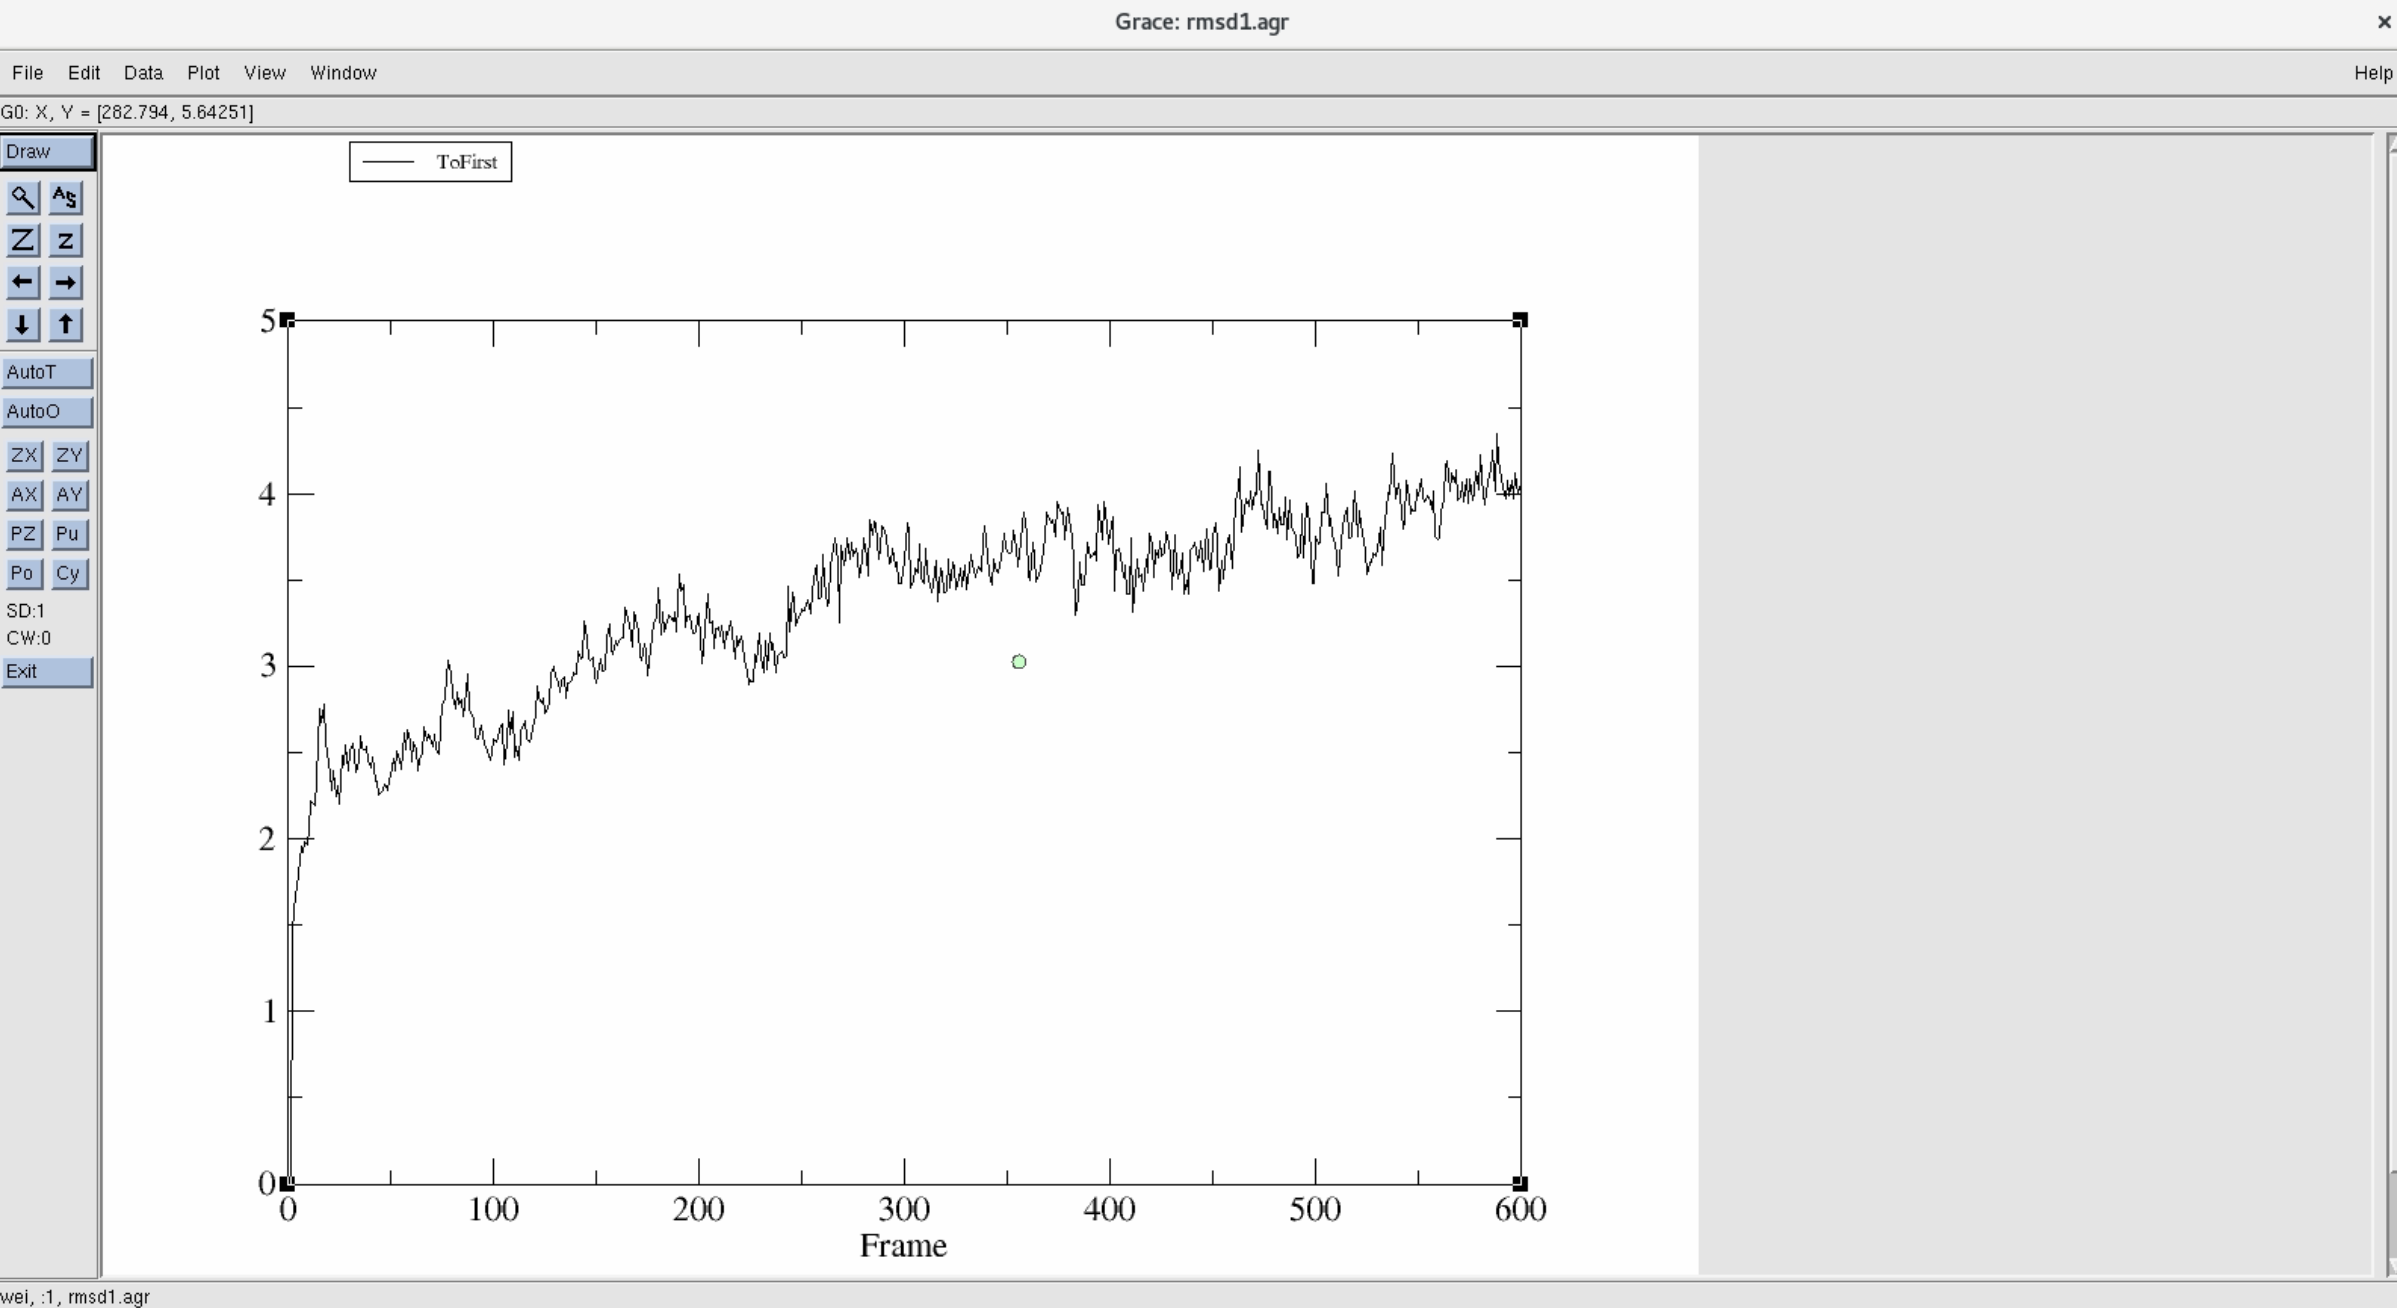 Grace: rmsd1.agr
File Edit Data Plot View Window Help
G0: X, Y = [282.794, 5.64251]
Draw
ToFirst
A S
Z z
AutoT
AutoO
ZX ZY
AX AY
PZ Pu
Po Cy
SD:1
CW:0
Exit
5
4
3
2
1
0
0 100 200 300 400 500 600
Frame
wei, :1, rmsd1.agr